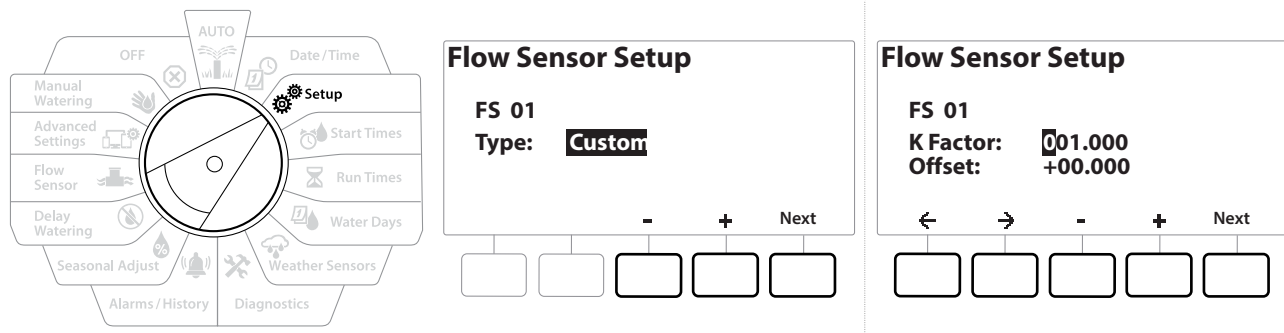 AUTO
OFF
Date/Time
Manual
Watering
Setup
Advanced
Settings
Start Times
Flow
Sensor
Run Times
Delay
Watering
Water Days
Seasonal Adjust
Weather Sensors
Alarms/History
Diagnostics
Flow Sensor Setup
FS 01
Type: Custom
- + Next
Flow Sensor Setup
FS 01
K Factor: 001.000
Offset: +00.000
← → - + Next